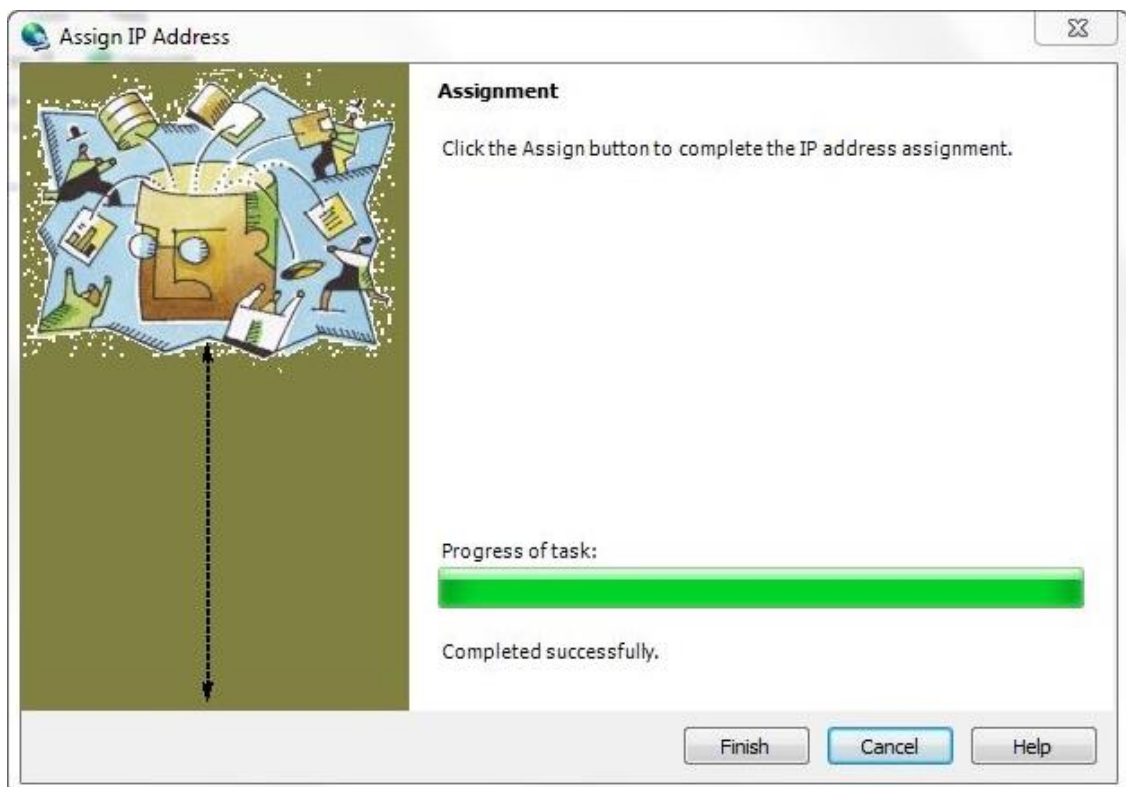 Assign IP Address
Assignment
Click the Assign button to complete the IP address assignment.
Progress of task:
Completed successfully.
Finish Cancel Help